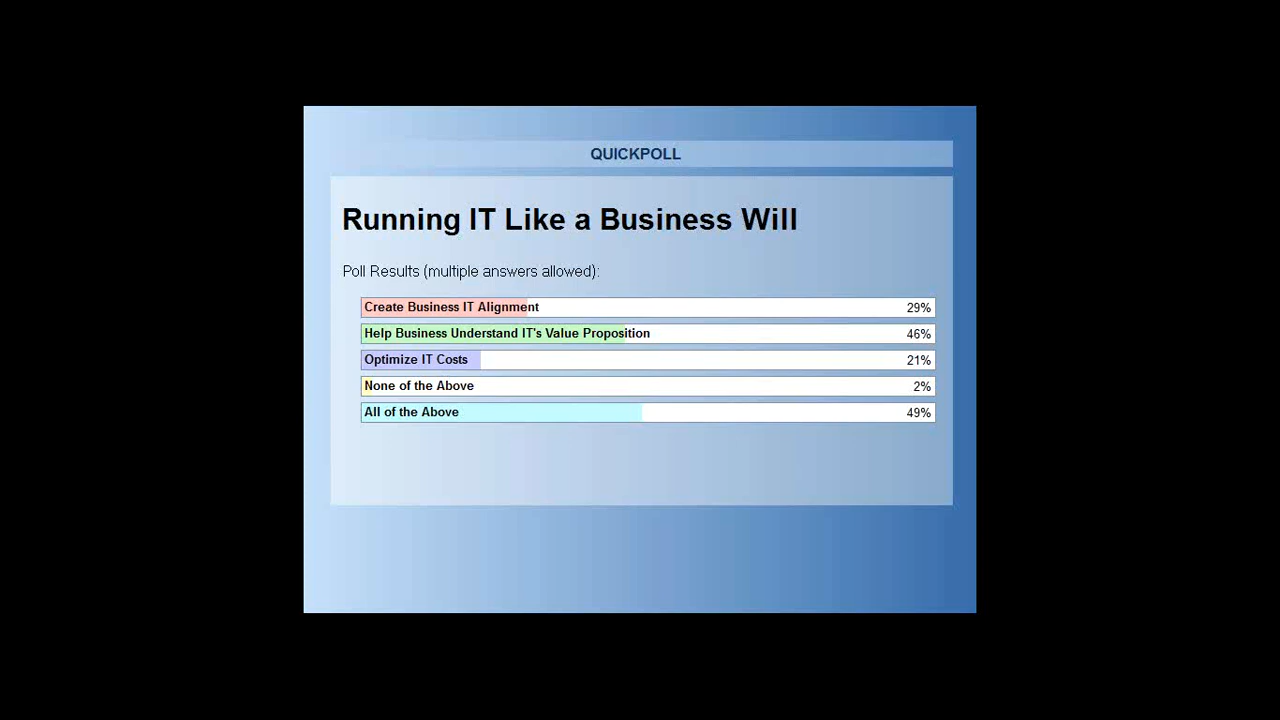 QUICKPOLL
Running IT Like a Business Will
Poll Results (multiple answers allowed):
Create Business IT Alignment 29%
Help Business Understand IT's Value Proposition 46%
Optimize IT Costs 21%
None of the Above 2%
All of the Above 49%